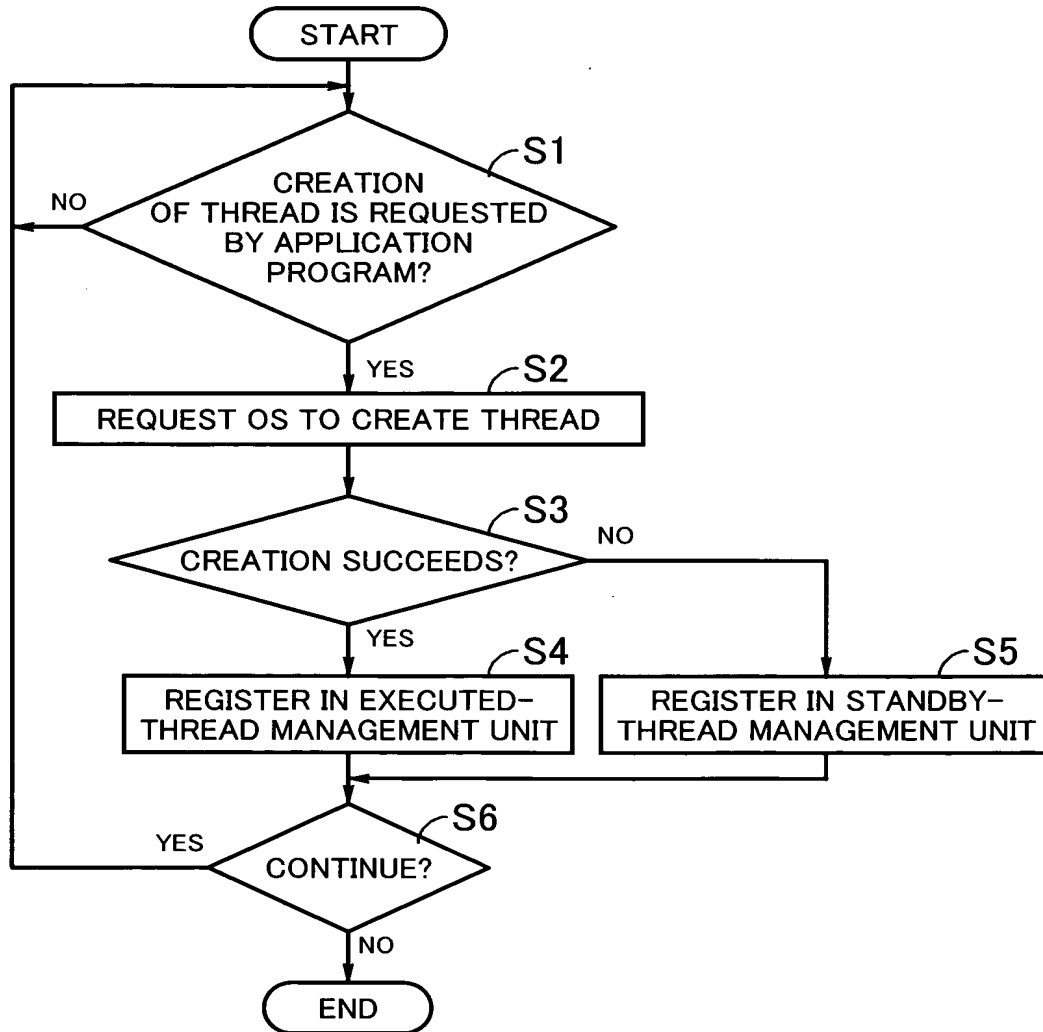 START
S1
CREATION
OF THREAD IS REQUESTED
BY APPLICATION
PROGRAM?
NO
YES
S2
REQUEST OS TO CREATE THREAD
S3
CREATION SUCCEEDS?
NO
YES
S4
REGISTER IN EXECUTED-
THREAD MANAGEMENT UNIT
S5
REGISTER IN STANDBY-
THREAD MANAGEMENT UNIT
S6
YES
CONTINUE?
NO
END